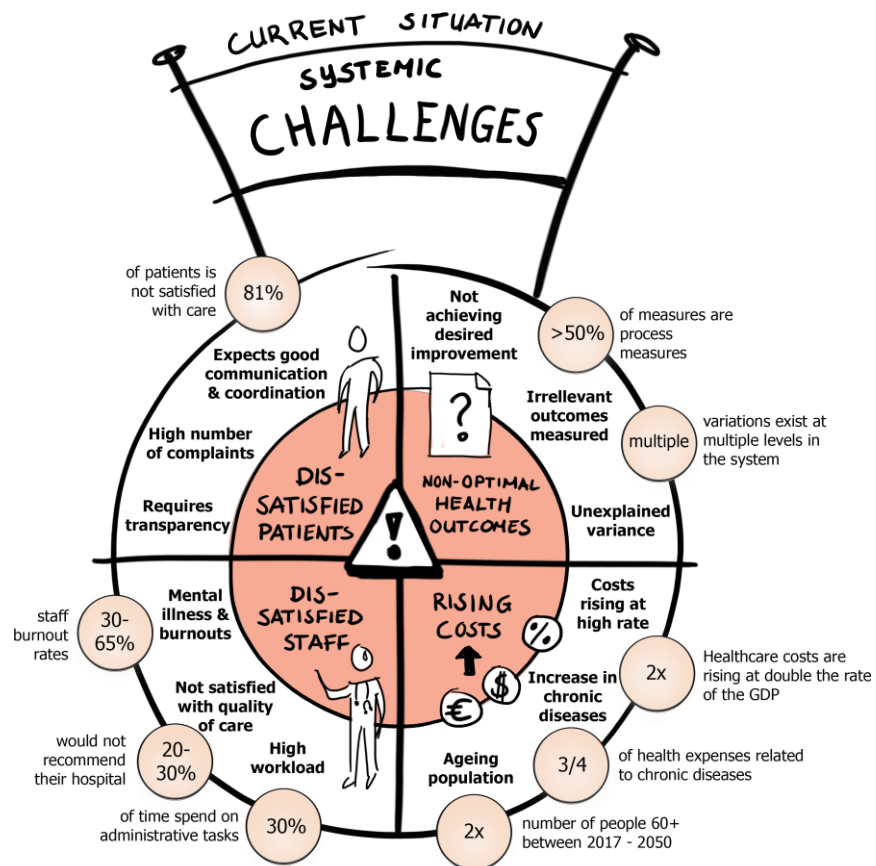 CURRENT SITUATION
SYSTEMIC
CHALLENGES
of patients is
not satisfied
with care
81%
Expects good
communication
& coordination
High number
of complaints
Requires
transparency
DIS-
SATISFIED
PATIENTS
Not
achieving
desired
improvement
>50%
of measures are
process
measures
?
Irrellevant
outcomes
measured
multiple
variations exist at
multiple levels in
the system
NON-OPTIMAL
HEALTH
OUTCOMES
Unexplained
variance
!
staff
burnout
rates
30-
65%
Mental
illness &
burnouts
DIS-
SATISFIED
STAFF
Not satisfied
with quality
of care
would not
recommend
their hospital
20-
30%
High
workload
of time spend on
administrative tasks
30%
RISING
COSTS
%
$
€
Costs
rising at
high rate
2x
Healthcare costs are
rising at double the rate
of the GDP
Increase in
chronic
diseases
3/4
of health expenses related
to chronic diseases
Ageing
population
2x
number of people 60+
between 2017 - 2050